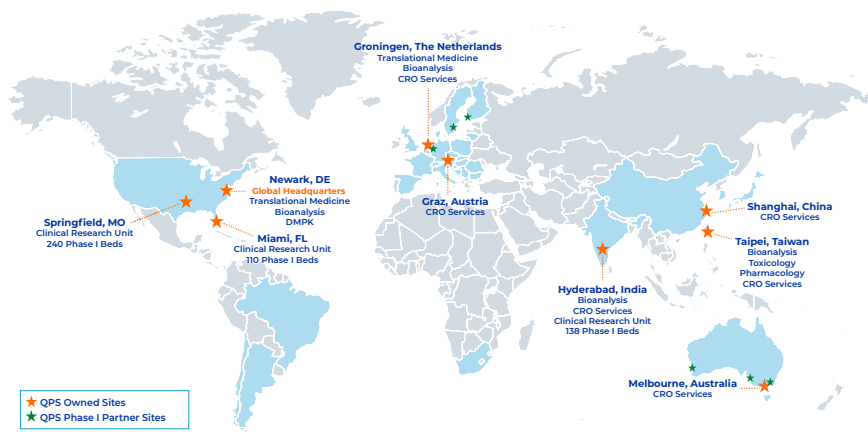 Groningen, The Netherlands
Translational Medicine
Bioanalysis
CRO Services
Newark, DE
Global Headquarters
Translational Medicine
Bioanalysis
DMPK
Springfield, MO
Clinical Research Unit
240 Phase I Beds
Miami, FL
Clinical Research Unit
110 Phase I Beds
Graz, Austria
CRO Services
Shanghai, China
CRO Services
Taipei, Taiwan
Bioanalysis
Toxicology
Pharmacology
CRO Services
Hyderabad, India
Bioanalysis
CRO Services
Clinical Research Unit
138 Phase I Beds
Melbourne, Australia
CRO Services
QPS Owned Sites
QPS Phase I Partner Sites